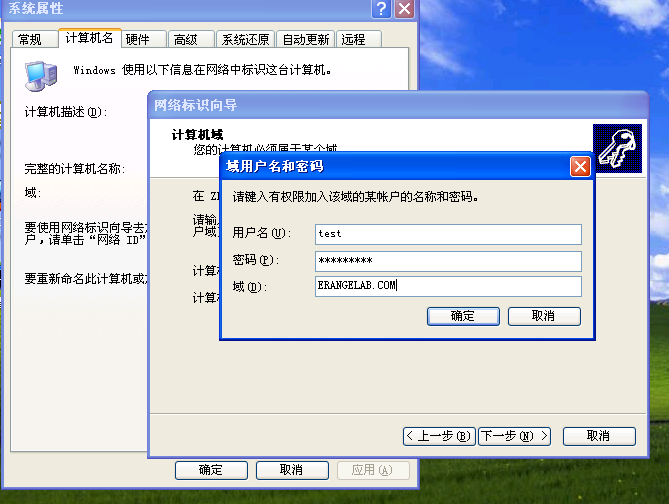 系统属性
常规 计算机名 硬件 高级 系统还原 自动更新 远程
Windows 使用以下信息在网络中标识这台计算机。
计算机描述(D):
网络标识向导
计算机域
您的计算机必须属于某个域
完整的计算机名称:
域用户名和密码
域:
在
请键入有权限加入该域的某帐户的名称和密码。
请输
户域
要使用网络标识向导去
户，请单击“网络 ID”
用户名(U): test
密码(P): *********
计算机
要重新命名此计算机或
域(D): ERANGELAB.COM
计算机
确定 取消
<上一步(B) 下一步(N)> 取消
确定 取消 应用(A)